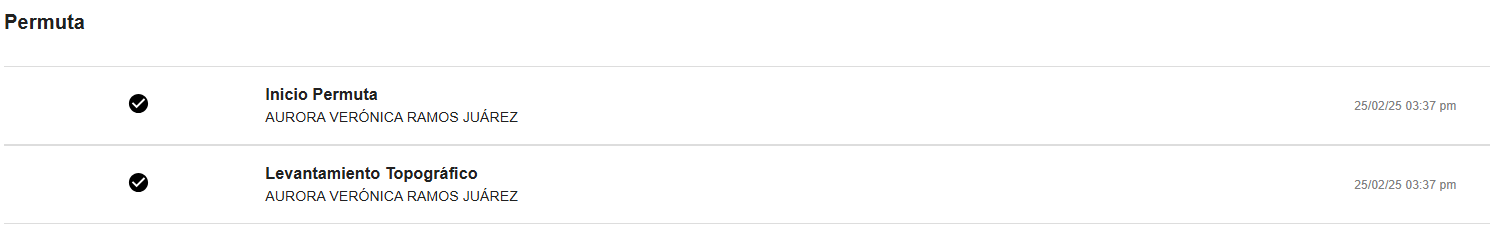 Permuta
Inicio Permuta
AURORA VERÓNICA RAMOS JUÁREZ
25/02/25 03:37 pm
Levantamiento Topográfico
AURORA VERÓNICA RAMOS JUÁREZ
25/02/25 03:37 pm